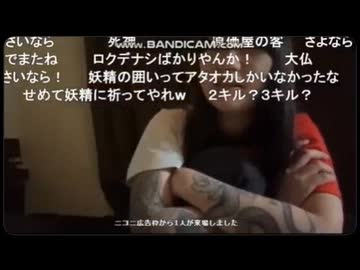 さいなら 死神 信屋の客 さよなら
WWW.BANDICAM.COM
でまたね ロクデナシばかりやんか！ 大仏
さいなら！ 妖精の囲いってアタオカしかいなかったな
せめて妖精に祈ってやれw 2キル？3キル？
ニコニ広告枠から1人が来場しました